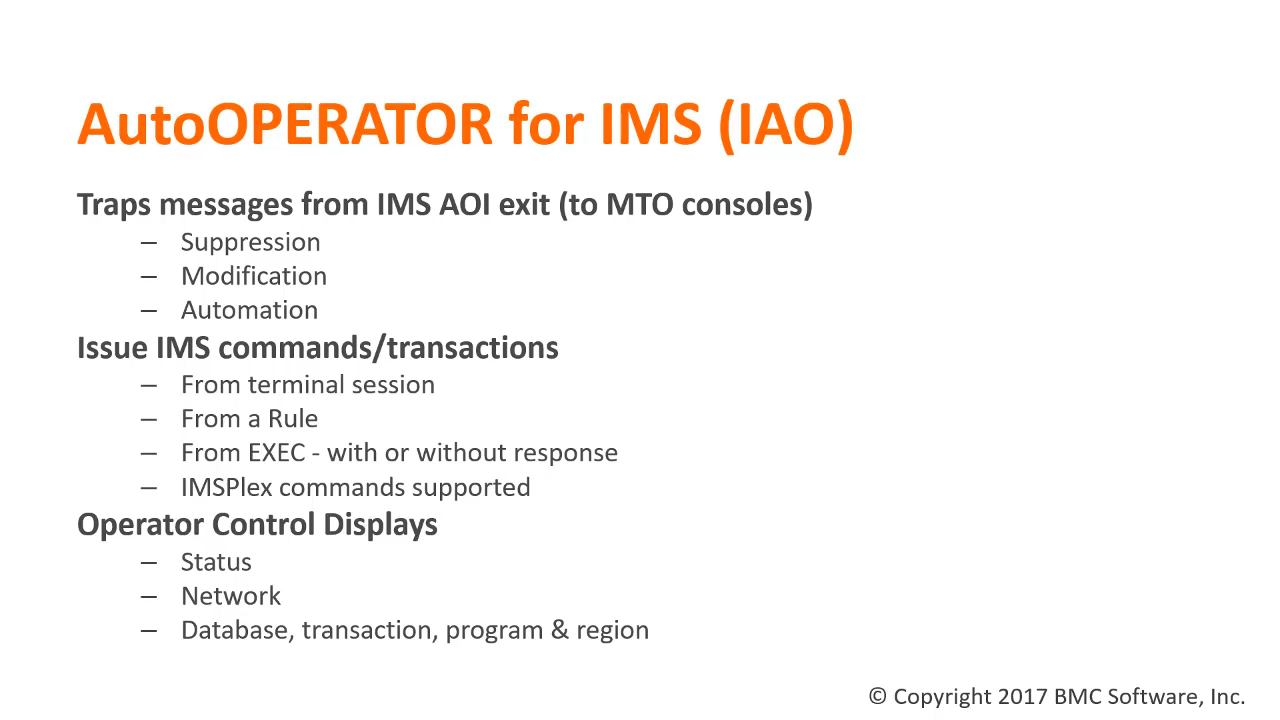 AutoOPERATOR for IMS (IAO)
Traps messages from IMS AOI exit (to MTO consoles)
– Suppression
– Modification
– Automation
Issue IMS commands/transactions
– From terminal session
– From a Rule
– From EXEC - with or without response
– IMSPlex commands supported
Operator Control Displays
– Status
– Network
– Database, transaction, program & region
© Copyright 2017 BMC Software, Inc.